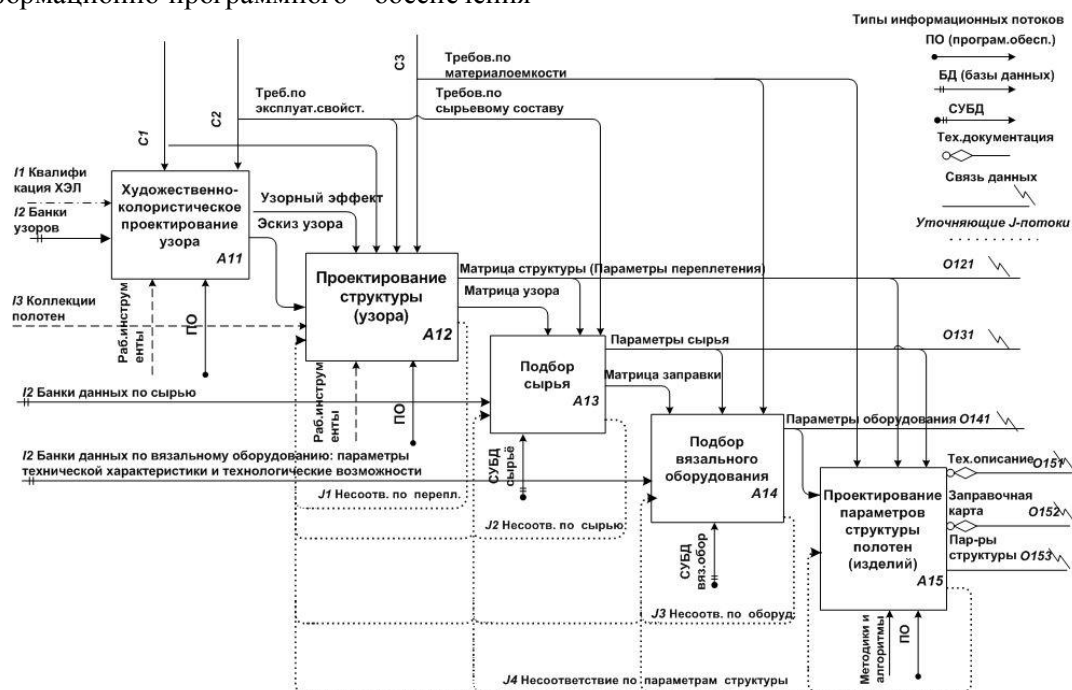 Типы информационных потоков
ПО (програм.обесп.)
БД (базы данных)
СУБД
Тех.документация
Связь данных
Уточняющие J-потоки
C1
C2
C3
Треб.по
эксплуат.свойст.
Требов.по
материалоемкости
Требов.по
сырьевому составу
I1 Квалифи
кация ХЭЛ
I2 Банки
узоров
Художественно-
колористическое
проектирование
узора
A11
Узорный эффект
Эскиз узора
I3 Коллекции
полотен
Раб.инструм
енты
ПО
Проектирование
структуры
(узора)
A12
Матрица структуры (Параметры переплетения)
O121
Матрица узора
Раб.инструм
енты
ПО
Подбор
сырья
A13
Параметры сырья
O131
Матрица заправки
I2 Банки данных по сырью
СУБД
сырьё
I2 Банки данных по вязальному оборудованию: параметры
технической характеристики и технологические возможности
Подбор
вязального
оборудования
A14
Параметры оборудования O141
J1 Несоотв. по перепл.
J2 Несоотв. по сырью
СУБД
вяз.обор
Проектирование
параметров
структуры
полотен
(изделий)
A15
Тех.описание
O151
Заправочная
карта
O152
Пар-ры
структуры O153
J3 Несоотв. по оборуд.
Методики и
алгоритмы
ПО
J4 Несоответствие по параметрам структуры